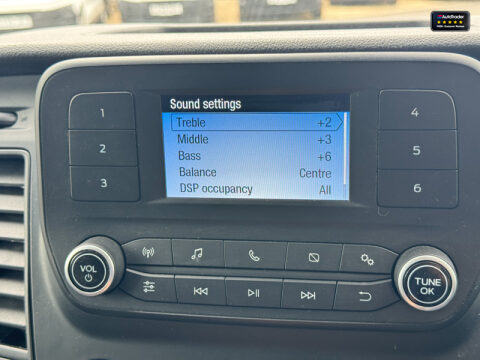 AutoTrader
Sound settings
Treble +2
Middle +3
Bass +6
Balance Centre
DSP occupancy All
1
2
3
4
5
6
VOL
TUNE
OK